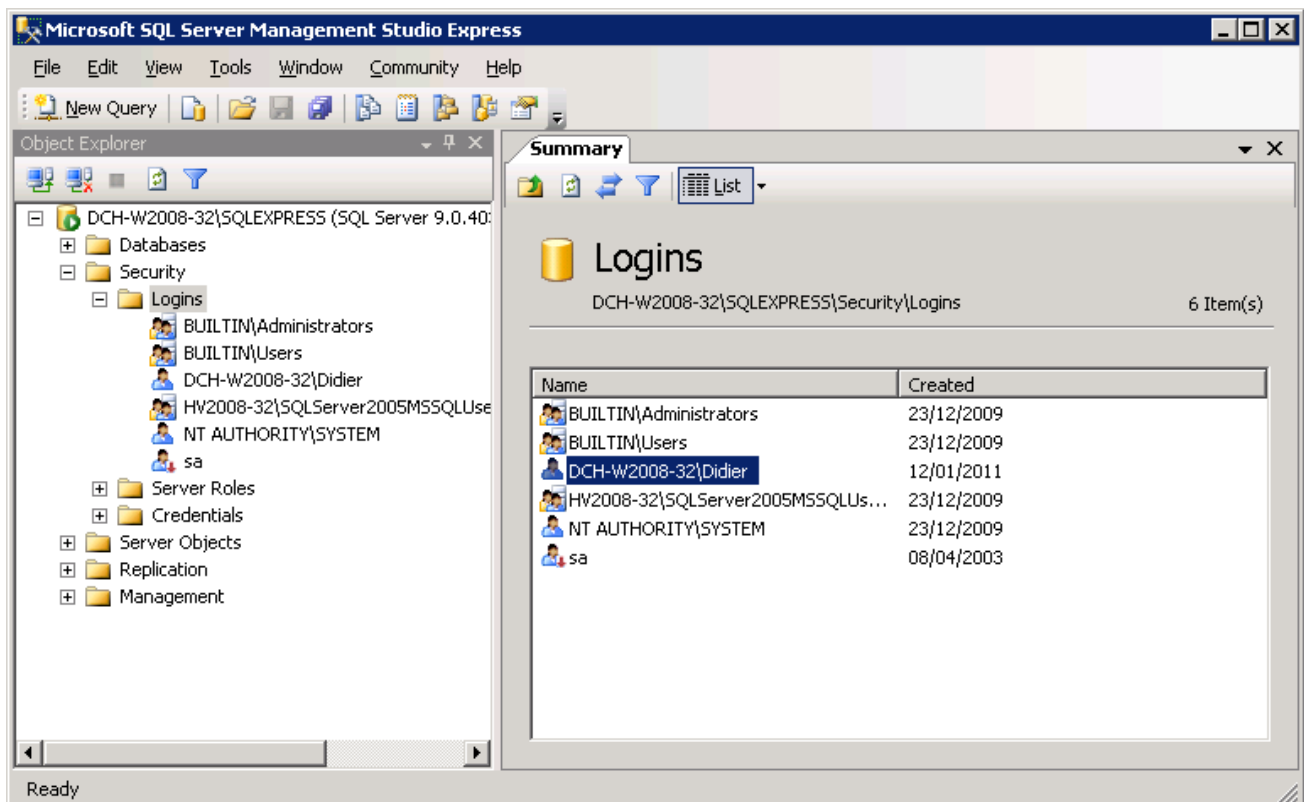 Microsoft SQL Server Management Studio Express
File Edit View Tools Window Community Help
New Query
Object Explorer
DCH-W2008-32\SQLEXPRESS (SQL Server 9.0.40
Databases
Security
Logins
BUILTIN\Administrators
BUILTIN\Users
DCH-W2008-32\Didier
HV2008-32\SQLServer2005MSSQLUse
NT AUTHORITY\SYSTEM
sa
Server Roles
Credentials
Server Objects
Replication
Management
Summary
List
Logins
DCH-W2008-32\SQLEXPRESS\Security\Logins 6 Item(s)
Name Created
BUILTIN\Administrators 23/12/2009
BUILTIN\Users 23/12/2009
DCH-W2008-32\Didier 12/01/2011
HV2008-32\SQLServer2005MSSQLUs... 23/12/2009
NT AUTHORITY\SYSTEM 23/12/2009
sa 08/04/2003
Ready